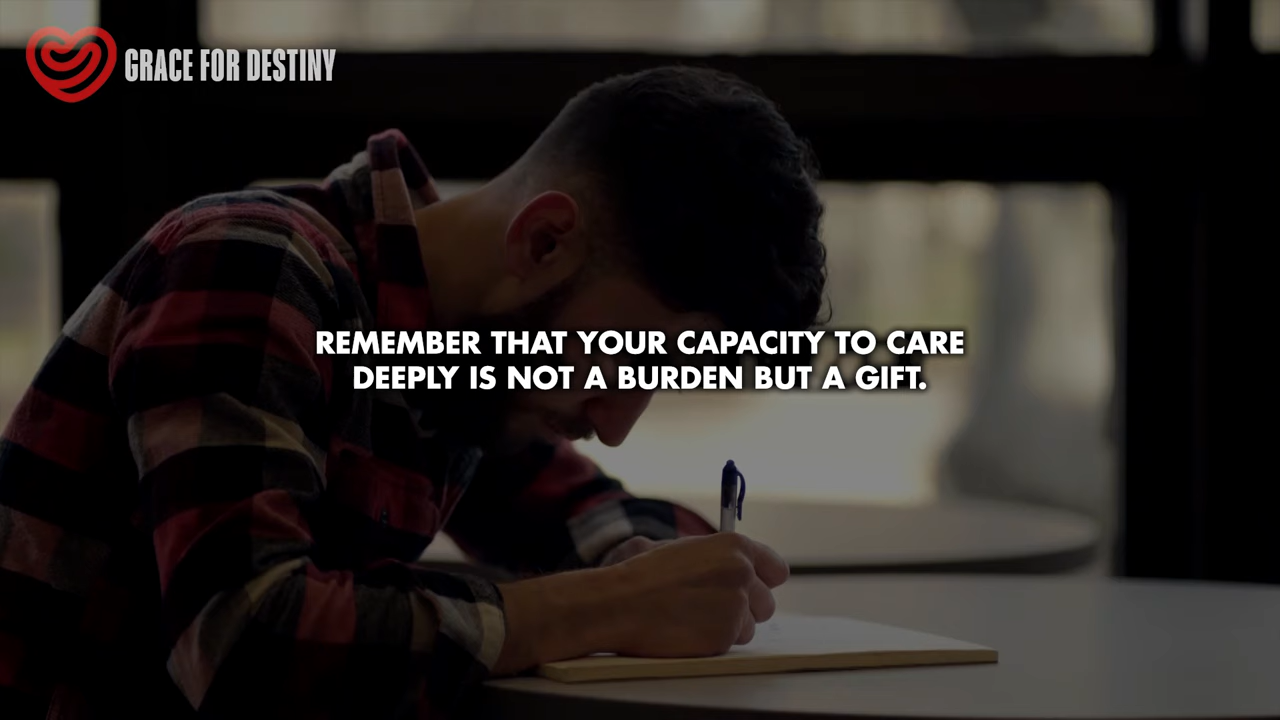 GRACE FOR DESTINY
REMEMBER THAT YOUR CAPACITY TO CARE
DEEPLY IS NOT A BURDEN BUT A GIFT.